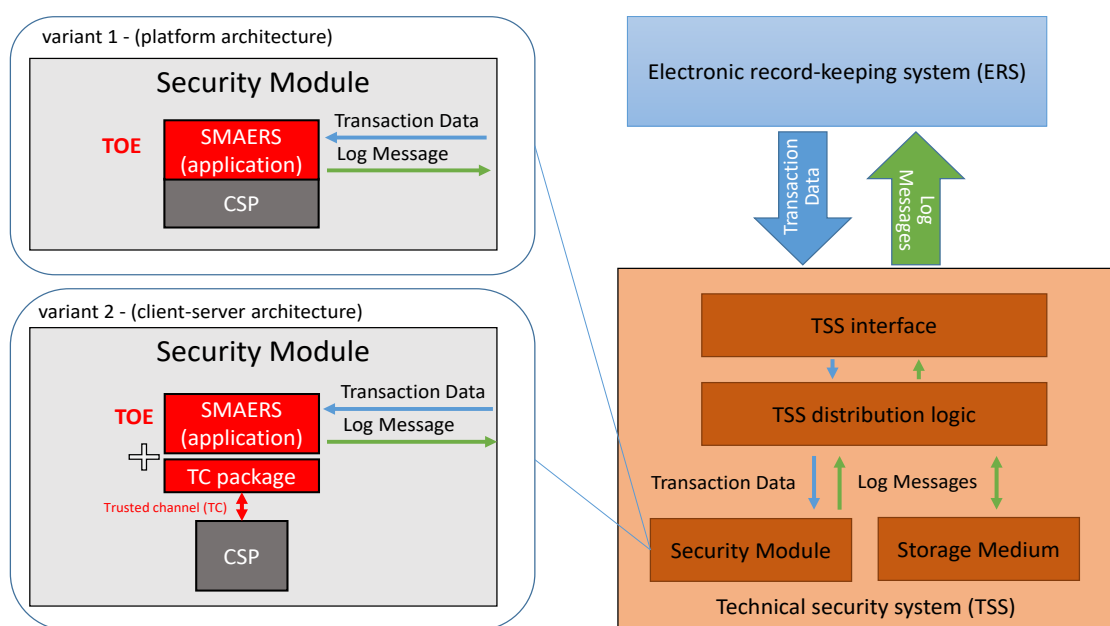 variant 1 - (platform architecture)
Security Module
TOE
SMAERS
(application)
CSP
Transaction Data
Log Message
variant 2 - (client-server architecture)
Security Module
TOE
SMAERS
(application)
TC package
Trusted channel (TC)
CSP
Transaction Data
Log Message
Electronic record-keeping system (ERS)
Transaction
Data
Log
Messages
TSS interface
TSS distribution logic
Transaction Data
Log Messages
Security Module
Storage Medium
Technical security system (TSS)